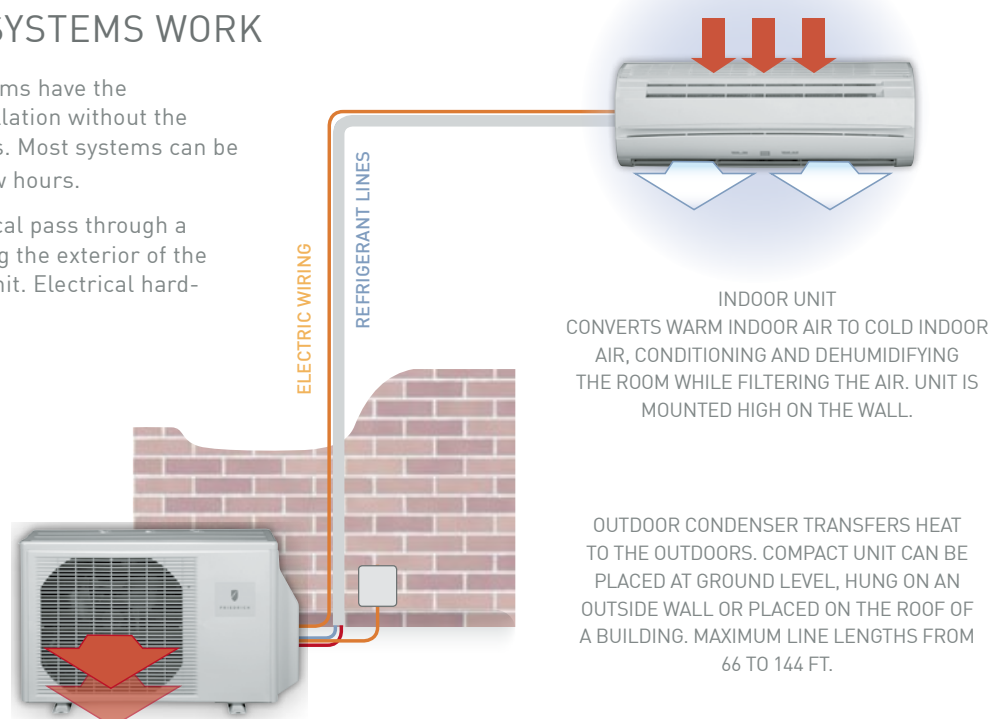 SYSTEMS WORK
ms have the
llation without the
s. Most systems can be
w hours.
cal pass through a
g the exterior of the
nit. Electrical hard-
ELECTRIC WIRING
REFRIGERANT LINES
INDOOR UNIT
CONVERTS WARM INDOOR AIR TO COLD INDOOR
AIR, CONDITIONING AND DEHUMIDIFYING
THE ROOM WHILE FILTERING THE AIR. UNIT IS
MOUNTED HIGH ON THE WALL.
OUTDOOR CONDENSER TRANSFERS HEAT
TO THE OUTDOORS. COMPACT UNIT CAN BE
PLACED AT GROUND LEVEL, HUNG ON AN
OUTSIDE WALL OR PLACED ON THE ROOF OF
A BUILDING. MAXIMUM LINE LENGTHS FROM
66 TO 144 FT.